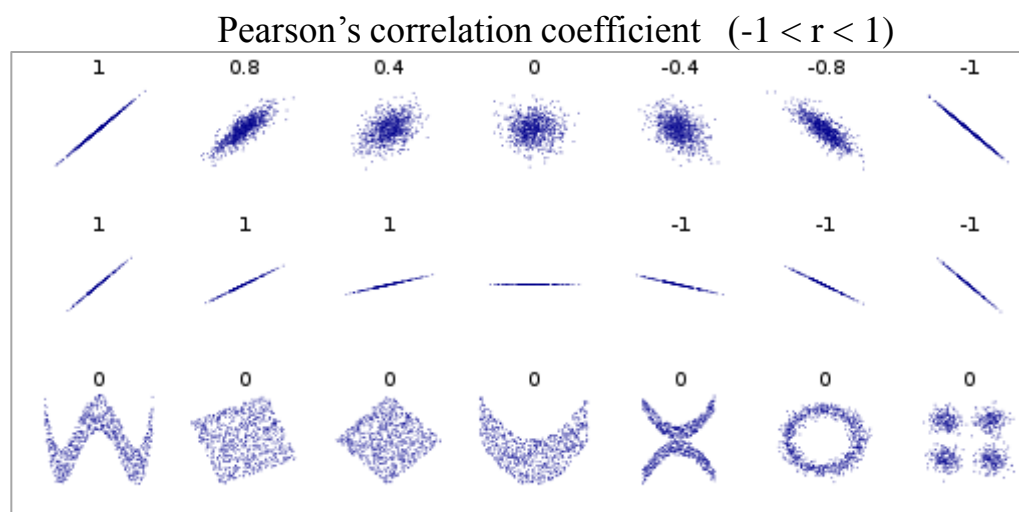 Pearson’s correlation coefficient (-1 < r < 1)
1 0.8 0.4 0 -0.4 -0.8 -1
1 1 1 -1 -1 -1
0 0 0 0 0 0 0